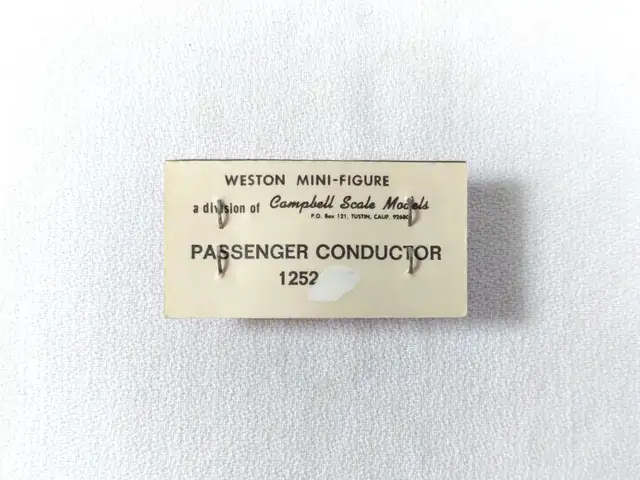 WESTON MINI-FIGURE
a division of Campbell Scale Models
P.O. Box 121, TUSTIN, CALIF. 92680
PASSENGER CONDUCTOR
1252